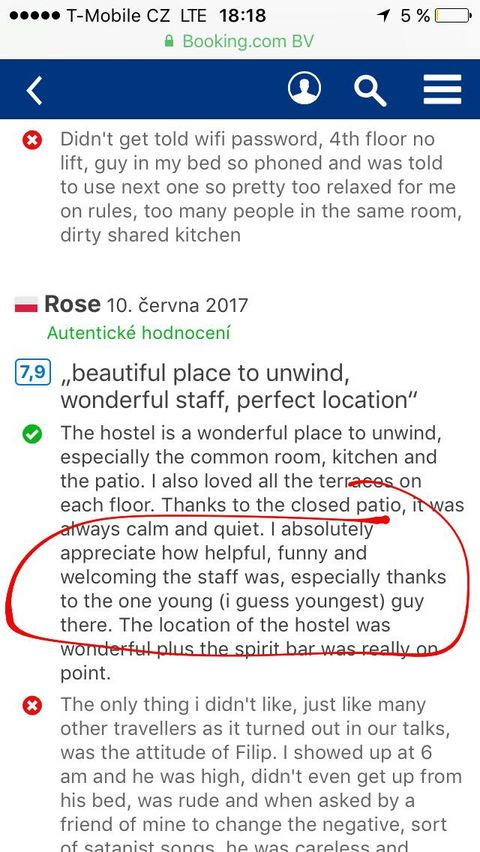 T-Mobile CZ LTE 18:18 5 %
Booking.com BV
Didn't get told wifi password, 4th floor no
lift, guy in my bed so phoned and was told
to use next one so pretty too relaxed for me
on rules, too many people in the same room,
dirty shared kitchen
Rose 10. června 2017
Autentické hodnocení
7,9 „beautiful place to unwind,
wonderful staff, perfect location“
The hostel is a wonderful place to unwind,
especially the common room, kitchen and
the patio. I also loved all the terraces on
each floor. Thanks to the closed patio, it was
always calm and quiet. I absolutely
appreciate how helpful, funny and
welcoming the staff was, especially thanks
to the one young (i guess youngest) guy
there. The location of the hostel was
wonderful plus the spirit bar was really on
point.
The only thing i didn't like, just like many
other travellers as it turned out in our talks,
was the attitude of Filip. I showed up at 6
am and he was high, didn't even get up from
his bed, was rude and when asked by a
friend of mine to change the negative, sort
of satanist songs, he was careless and